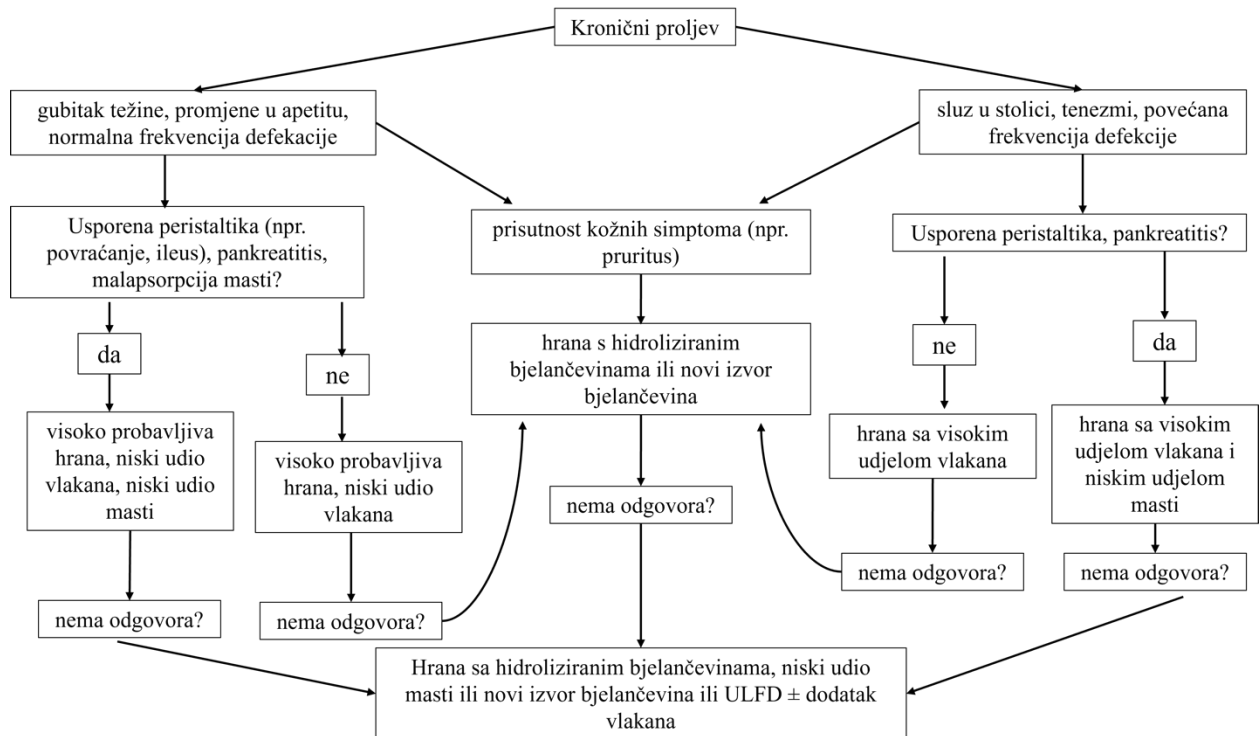 Kronični proljev
gubitak težine, promjene u apetitu,
normalna frekvencija defekacije
sluz u stolici, tenezmi, povećana
frekvencija defekcije
Usporena peristaltika (npr.
povraćanje, ileus), pankreatitis,
malapsorpcija masti?
prisutnost kožnih simptoma (npr.
pruritus)
Usporena peristaltika, pankreatitis?
da
ne
hrana s hidroliziranim
bjelančevinama ili novi izvor
bjelančevina
ne
da
visoko probavljiva
hrana, niski udio
vlakana, niski udio
masti
visoko probavljiva
hrana, niski udio
vlakana
nema odgovora?
hrana sa visokim
udjelom vlakana
hrana sa visokim
udjelom vlakana i
niskim udjelom
masti
nema odgovora?
nema odgovora?
nema odgovora?
nema odgovora?
Hrana sa hidroliziranim bjelančevinama, niski udio
masti ili novi izvor bjelančevina ili ULFD ± dodatak
vlakana